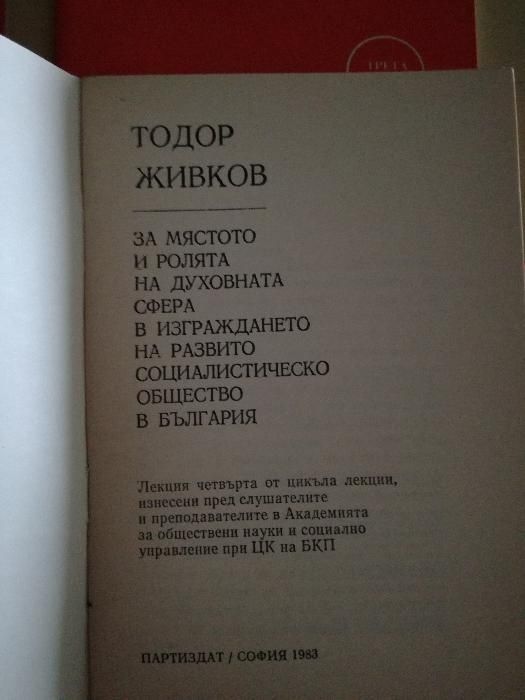 ТРЕТА
ТОДОР
ЖИВКОВ
ЗА МЯСТОТО
И РОЛЯТА
НА ДУХОВНАТА
СФЕРА
В ИЗГРАЖДАНЕТО
НА РАЗВИТО
СОЦИАЛИСТИЧЕСКО
ОБЩЕСТВО
В БЪЛГАРИЯ
Лекция четвърта от цикъла лекции,
изнесени пред слушателите
и преподавателите в Академията
за обществени науки и социално
управление при ЦК на БКП
ПАРТИЗДАТ / СОФИЯ 1983